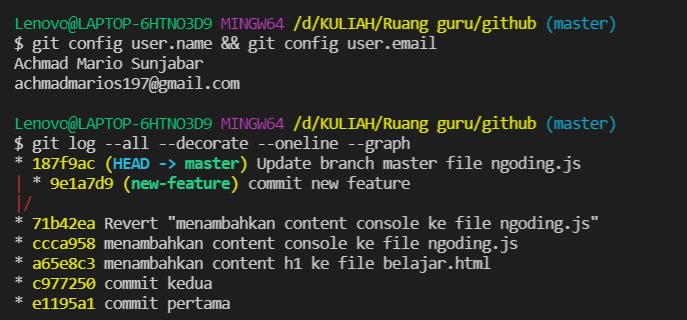 Lenovo@LAPTOP-6HTNO3D9 MINGW64 /d/KULIAH/Ruang guru/github (master)
$ git config user.name && git config user.email
Achmad Mario Sunjabar
achmadmarios197@gmail.com
Lenovo@LAPTOP-6HTNO3D9 MINGW64 /d/KULIAH/Ruang guru/github (master)
$ git log --all --decorate --oneline --graph
* 187f9ac (HEAD -> master) Update branch master file ngoding.js
| * 9e1a7d9 (new-feature) commit new feature
|/
* 71b42ea Revert "menambahkan content console ke file ngoding.js"
* ccca958 menambahkan content console ke file ngoding.js
* a65e8c3 menambahkan content h1 ke file belajar.html
* c977250 commit kedua
* e1195a1 commit pertama